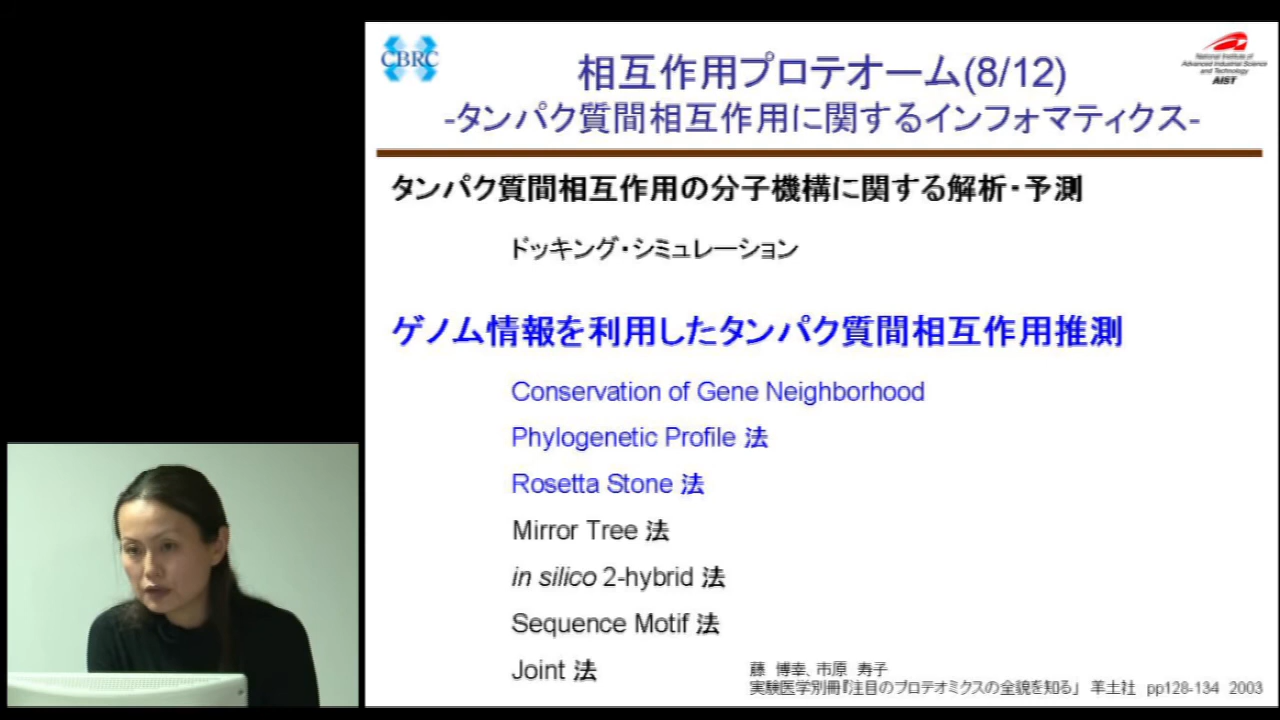 CBRC
National Institute of
Advanced Industrial Science
and Technology
AIST
相互作用プロテオーム(8/12)
-タンパク質間相互作用に関するインフォマティクス-
タンパク質間相互作用の分子機構に関する解析・予測
ドッキング・シミュレーション
ゲノム情報を利用したタンパク質間相互作用推測
Conservation of Gene Neighborhood
Phylogenetic Profile 法
Rosetta Stone 法
Mirror Tree 法
in silico 2-hybrid 法
Sequence Motif 法
Joint 法
藤 博幸、市原 寿子
実験医学別冊『注目のプロテオミクスの全貌を知る」 羊土社 pp128-134 2003